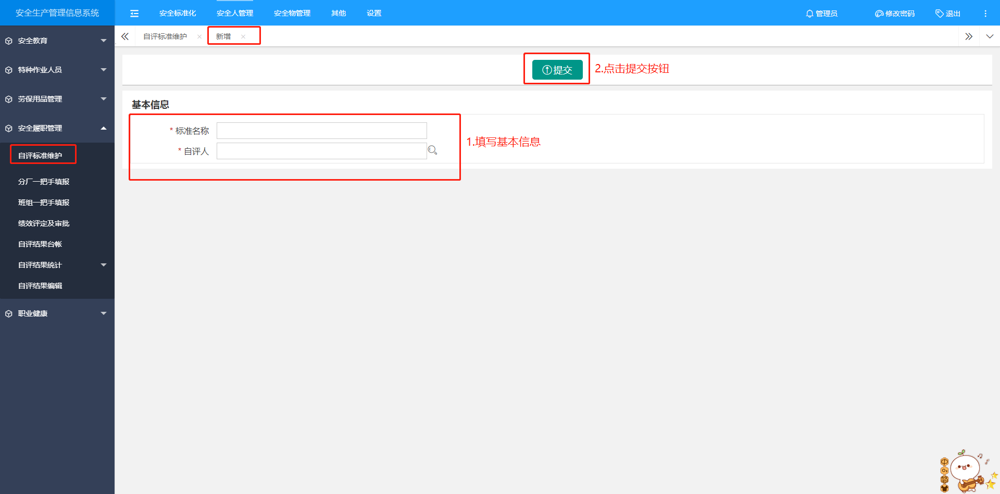 安全生产管理信息系统
安全标准化 安全人管理 安全物管理 其他 设置 管理员 修改密码 退出
自评标准维护 新增
安全教育
特种作业人员
劳保用品管理
安全履职管理
自评标准维护
分厂一把手填报
班组一把手填报
绩效评定及审批
自评结果台帐
自评结果统计
自评结果编辑
职业健康
提交
2.点击提交按钮
基本信息
* 标准名称
* 自评人
1.填写基本信息
中
简